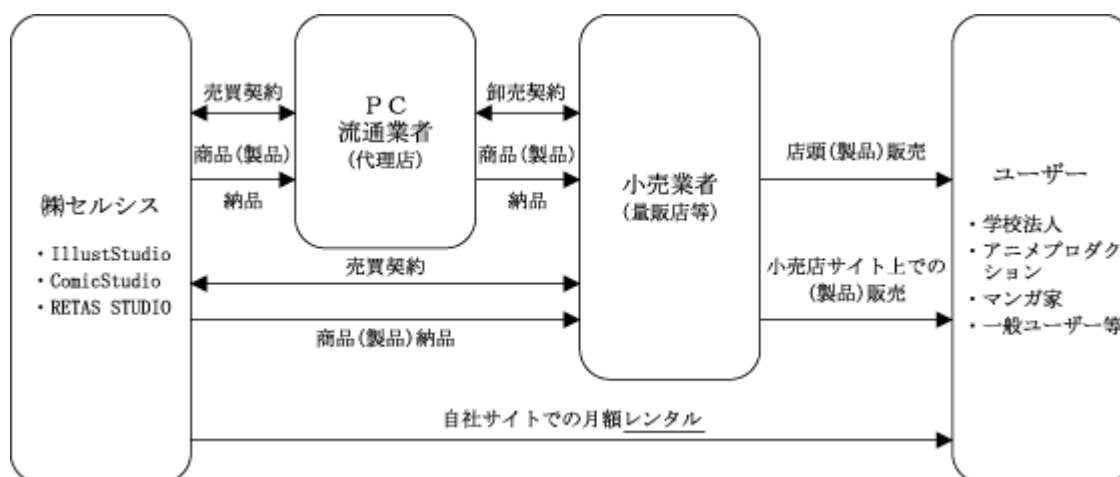 ㈱セルシス
・IllustStudio
・ComicStudio
・RETAS STUDIO
売買契約
商品(製品)
納品
ＰＣ
流通業者
(代理店)
卸売契約
商品(製品)
納品
売買契約
商品(製品)納品
小売業者
(量販店等)
店頭(製品)販売
小売店サイト上での
(製品)販売
自社サイトでの月額レンタル
ユーザー
・学校法人
・アニメプロダク
ション
・マンガ家
・一般ユーザー等